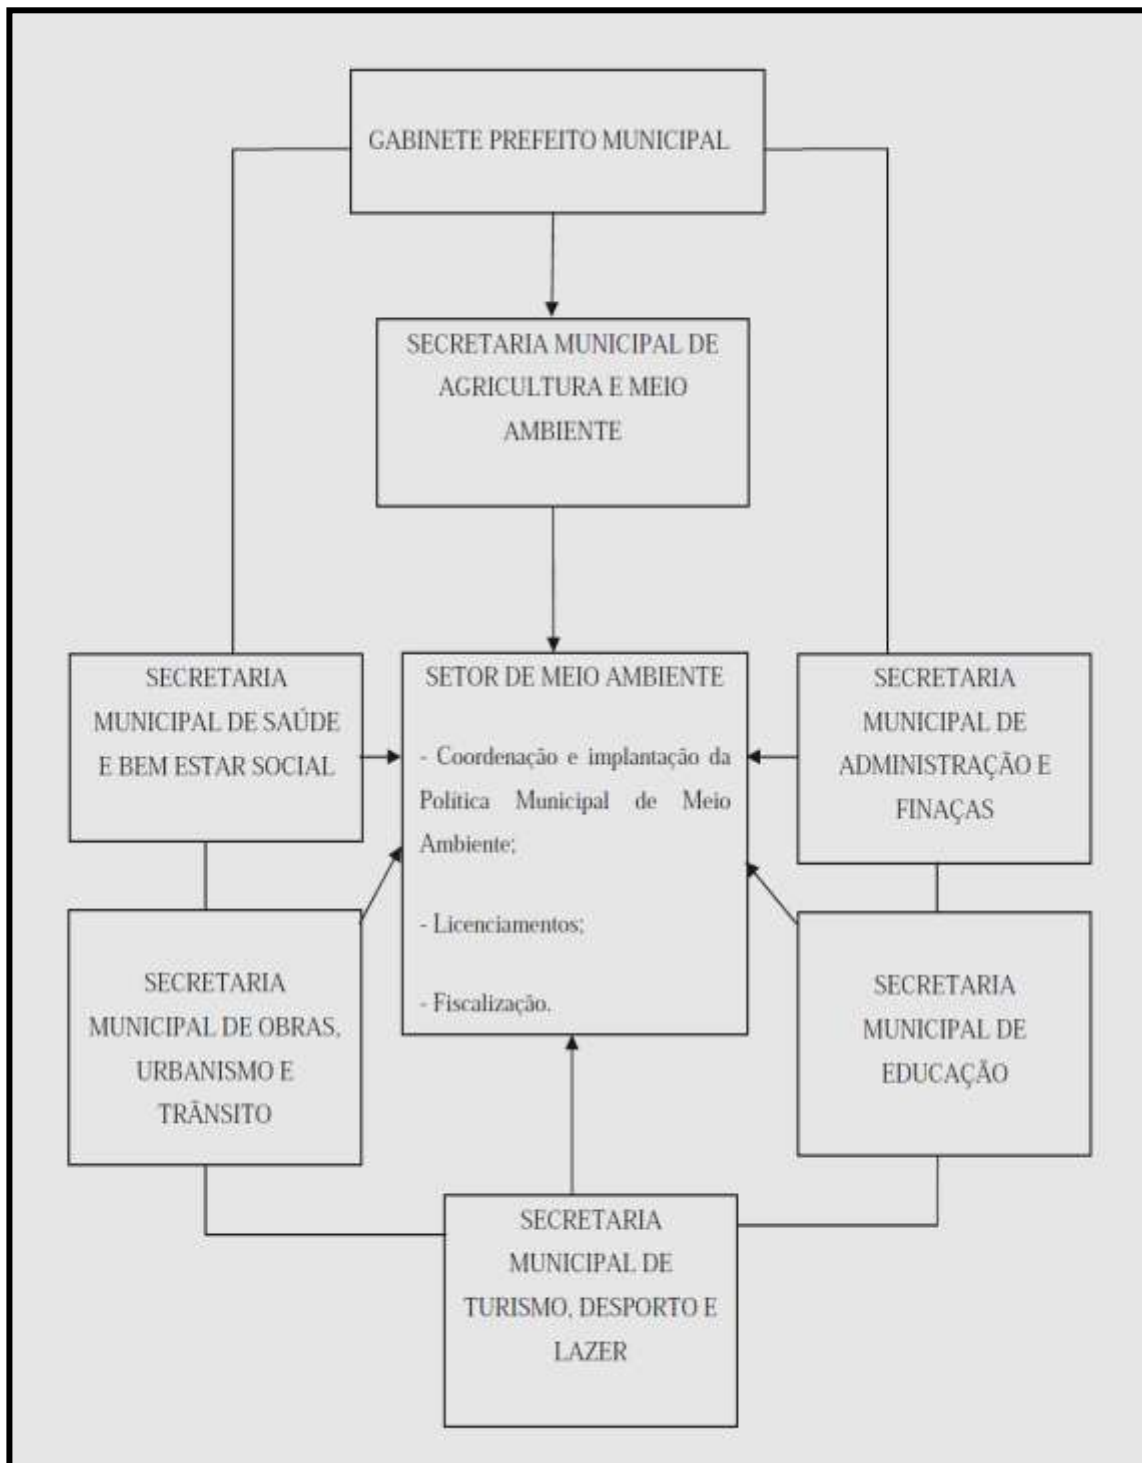 GABINETE PREFEITO MUNICIPAL
SECRETARIA MUNICIPAL DE
AGRICULTURA E MEIO
AMBIENTE
SECRETARIA
MUNICIPAL DE SAÚDE
E BEM ESTAR SOCIAL
SETOR DE MEIO AMBIENTE
- Coordenação e implantação da
Política Municipal de Meio
Ambiente;
- Licenciamentos;
- Fiscalização.
SECRETARIA
MUNICIPAL DE
ADMINISTRAÇÃO E
FINAÇAS
SECRETARIA
MUNICIPAL DE OBRAS,
URBANISMO E
TRÂNSITO
SECRETARIA
MUNICIPAL DE
EDUCAÇÃO
SECRETARIA
MUNICIPAL DE
TURISMO, DESPORTO E
LAZER